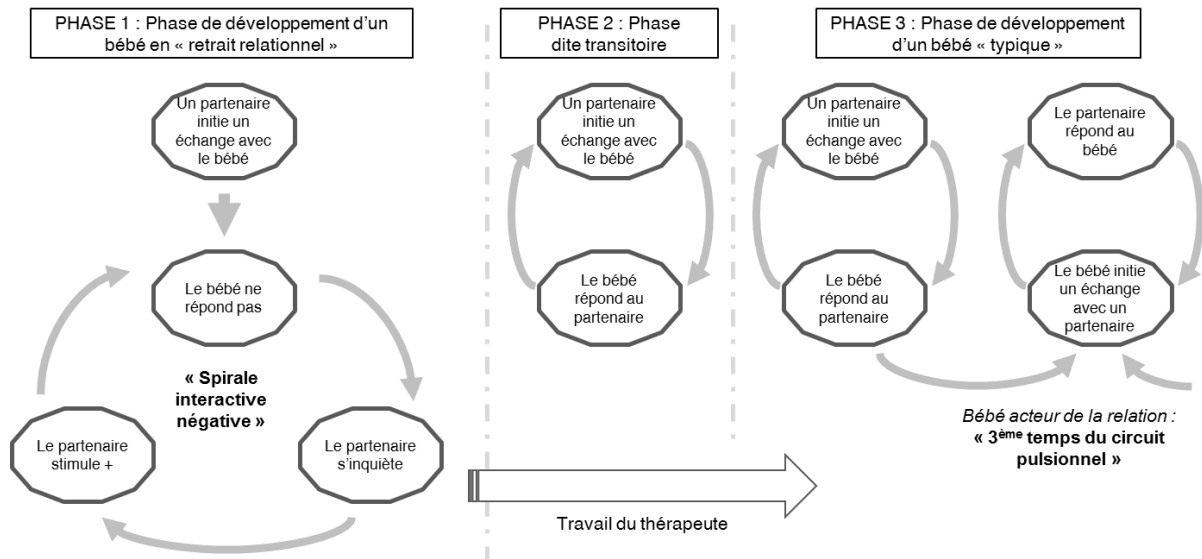 PHASE 1 : Phase de développement d'un
bébé en « retrait relationnel »
PHASE 2 : Phase
dite transitoire
PHASE 3 : Phase de développement
d'un bébé « typique »
Un partenaire
initie un
échange avec
le bébé
Le bébé ne
répond pas
« Spirale
interactive
négative »
Le partenaire
stimule +
Le partenaire
s'inquiète
Un partenaire
initie un
échange avec
le bébé
Le bébé
répond au
partenaire
Un partenaire
initie un
échange avec
le bébé
Le bébé
répond au
partenaire
Le partenaire
répond au
bébé
Le bébé initie
un échange
avec un
partenaire
Bébé acteur de la relation :
« 3ème temps du circuit
pulsionnel »
Travail du thérapeute